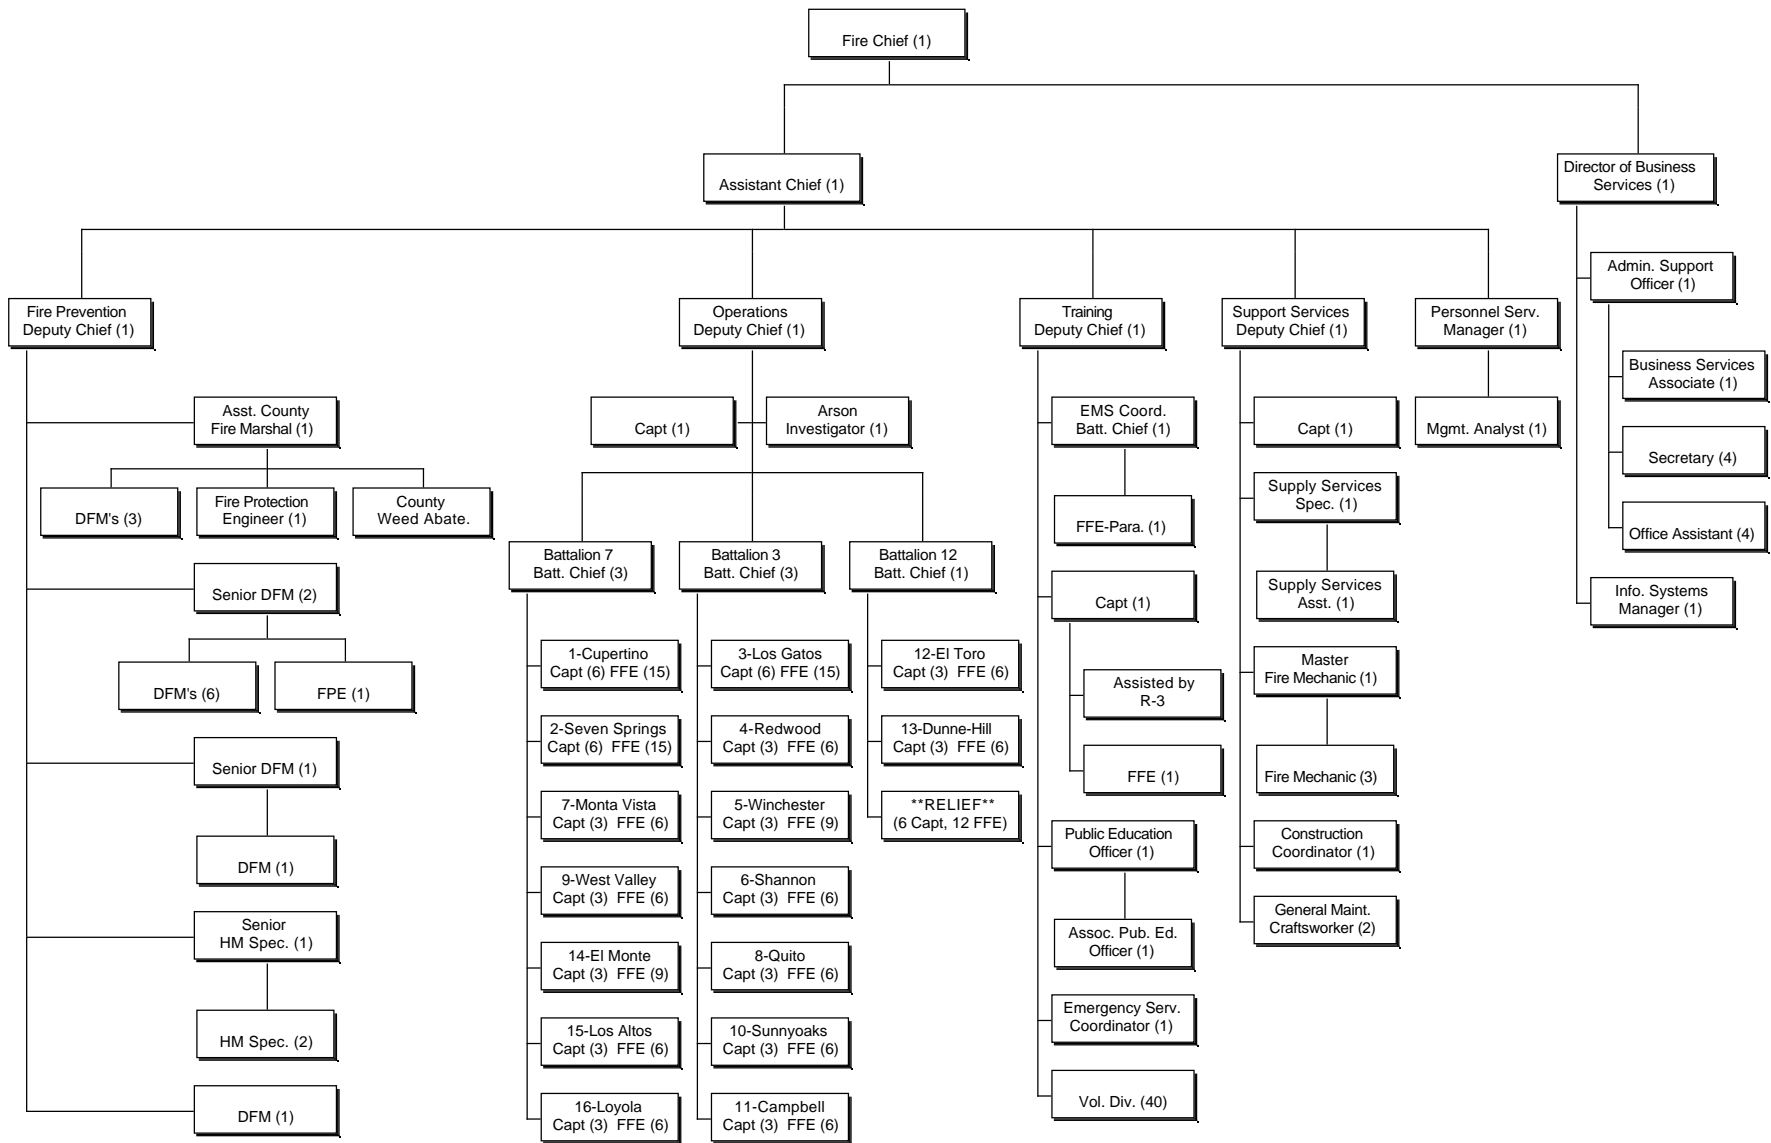 Fire Chief (1)
Assistant Chief (1)
Director of Business
Services (1)
Fire Prevention
Deputy Chief (1)
Operations
Deputy Chief (1)
Training
Deputy Chief (1)
Support Services
Deputy Chief (1)
Personnel Serv.
Manager (1)
Admin. Support
Officer (1)
Business Services
Associate (1)
Secretary (4)
Office Assistant (4)
Info. Systems
Manager (1)
Asst. County
Fire Marshal (1)
DFM's (3)
Fire Protection
Engineer (1)
County
Weed Abate.
Senior DFM (2)
DFM's (6)
FPE (1)
Senior DFM (1)
DFM (1)
Senior
HM Spec. (1)
HM Spec. (2)
DFM (1)
Capt (1)
Arson
Investigator (1)
Battalion 7
Batt. Chief (3)
1-Cupertino
Capt (6) FFE (15)
2-Seven Springs
Capt (6) FFE (15)
7-Monta Vista
Capt (3) FFE (6)
9-West Valley
Capt (3) FFE (6)
14-El Monte
Capt (3) FFE (9)
15-Los Altos
Capt (3) FFE (6)
16-Loyola
Capt (3) FFE (6)
Battalion 3
Batt. Chief (3)
3-Los Gatos
Capt (6) FFE (15)
4-Redwood
Capt (3) FFE (6)
5-Winchester
Capt (3) FFE (9)
6-Shannon
Capt (3) FFE (6)
8-Quito
Capt (3) FFE (6)
10-Sunnyoaks
Capt (3) FFE (6)
11-Campbell
Capt (3) FFE (6)
Battalion 12
Batt. Chief (1)
12-El Toro
Capt (3) FFE (6)
13-Dunne-Hill
Capt (3) FFE (6)
**RELIEF**
(6 Capt, 12 FFE)
EMS Coord.
Batt. Chief (1)
FFE-Para. (1)
Capt (1)
Assisted by
R-3
FFE (1)
Public Education
Officer (1)
Assoc. Pub. Ed.
Officer (1)
Emergency Serv.
Coordinator (1)
Vol. Div. (40)
Capt (1)
Supply Services
Spec. (1)
Supply Services
Asst. (1)
Master
Fire Mechanic (1)
Fire Mechanic (3)
Construction
Coordinator (1)
General Maint.
Craftsworker (2)
Mgmt. Analyst (1)